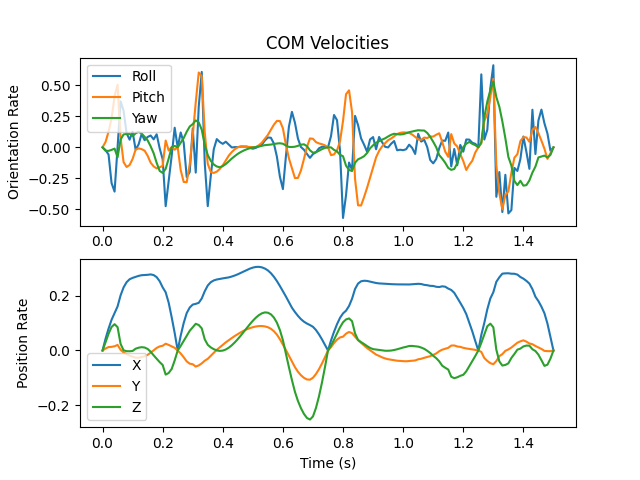 COM Velocities
Orientation Rate
0.50
0.25
0.00
−0.25
−0.50
Roll
Pitch
Yaw
0.0 0.2 0.4 0.6 0.8 1.0 1.2 1.4
Position Rate
0.2
0.0
−0.2
X
Y
Z
0.0 0.2 0.4 0.6 0.8 1.0 1.2 1.4
Time (s)